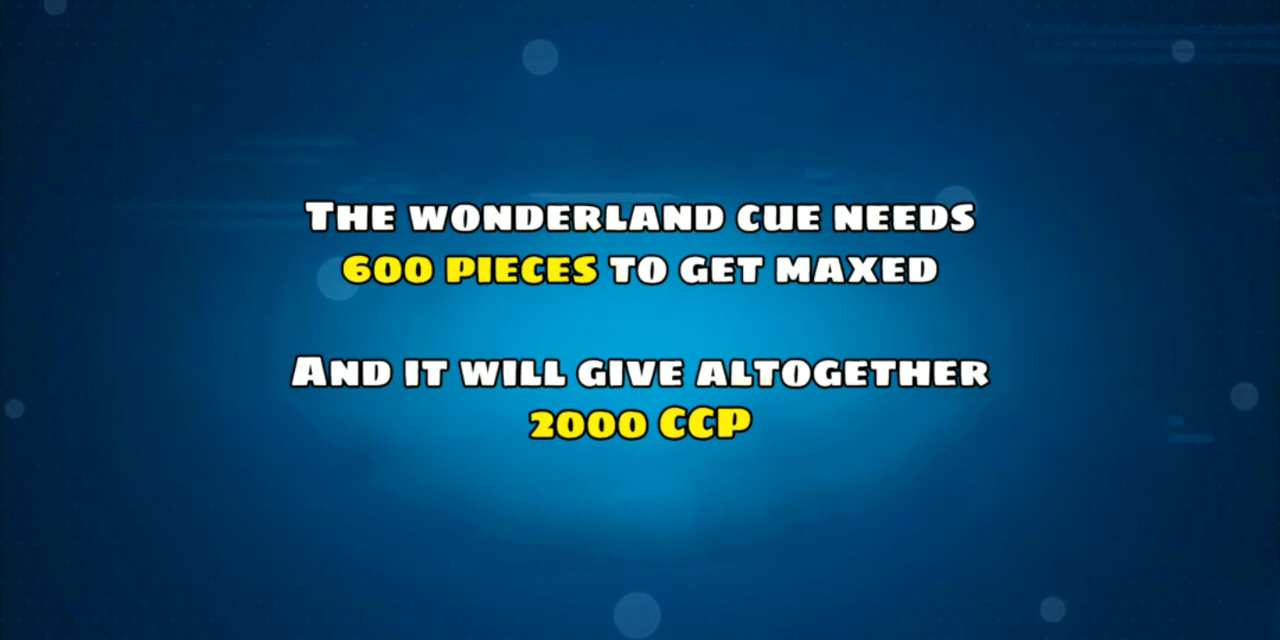 The wonderland cue needs
600 pieces to get maxed
And it will give altogether
2000 CCP